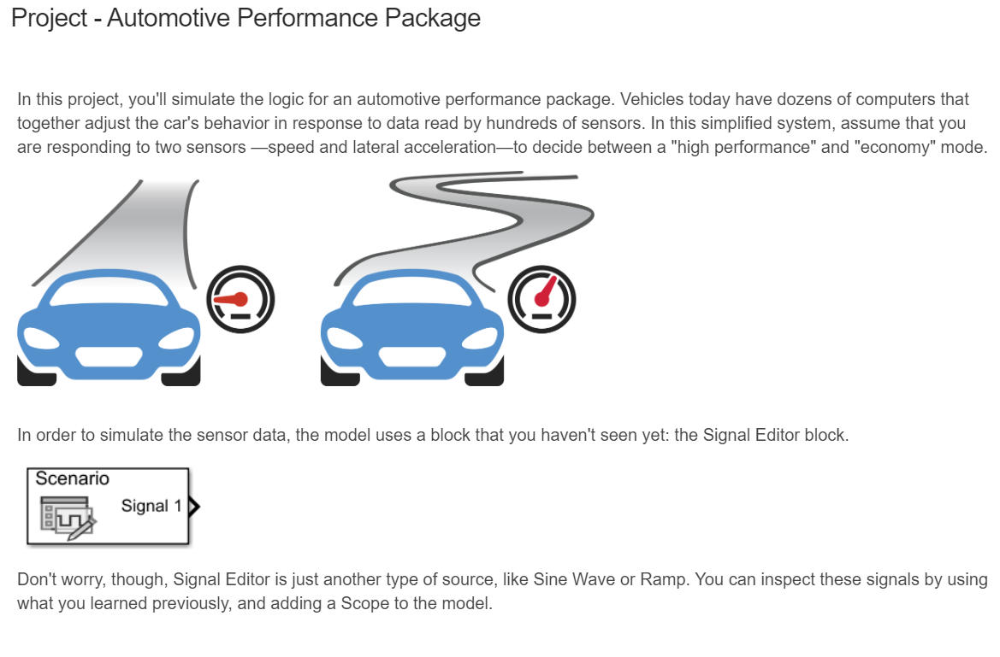 Project - Automotive Performance Package
In this project, you'll simulate the logic for an automotive performance package. Vehicles today have dozens of computers that
together adjust the car's behavior in response to data read by hundreds of sensors. In this simplified system, assume that you
are responding to two sensors —speed and lateral acceleration—to decide between a "high performance" and "economy" mode.
In order to simulate the sensor data, the model uses a block that you haven't seen yet: the Signal Editor block.
Scenario
Signal 1
Don't worry, though, Signal Editor is just another type of source, like Sine Wave or Ramp. You can inspect these signals by using
what you learned previously, and adding a Scope to the model.